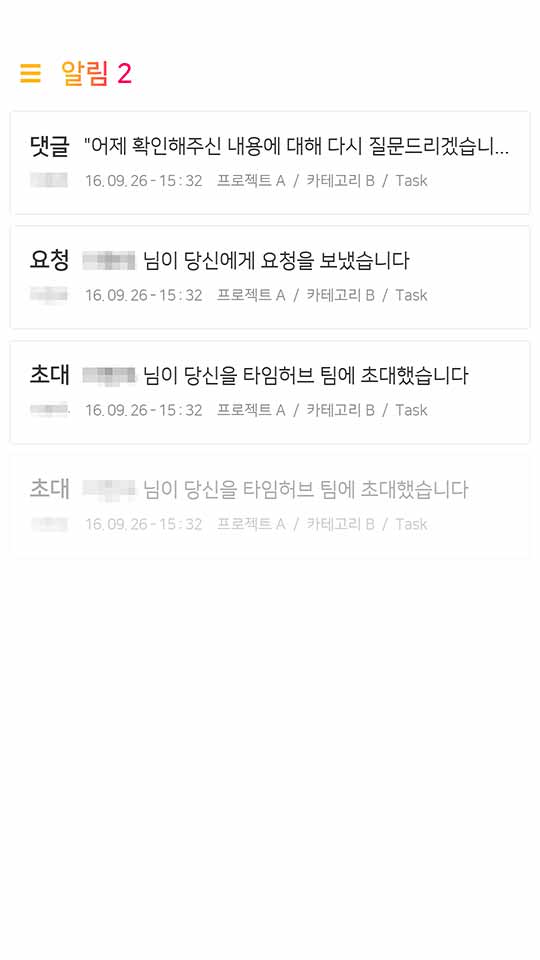 알림 2
댓글 "어제 확인해주신 내용에 대해 다시 질문드리겠습니...
16. 09. 26 - 15 : 32 프로젝트 A / 카테고리 B / Task
요청 님이 당신에게 요청을 보냈습니다
16. 09. 26 - 15 : 32 프로젝트 A / 카테고리 B / Task
초대 님이 당신을 타임허브 팀에 초대했습니다
16. 09. 26 - 15 : 32 프로젝트 A / 카테고리 B / Task
초대 님이 당신을 타임허브 팀에 초대했습니다
16. 09. 26 - 15 : 32 프로젝트 A / 카테고리 B / Task